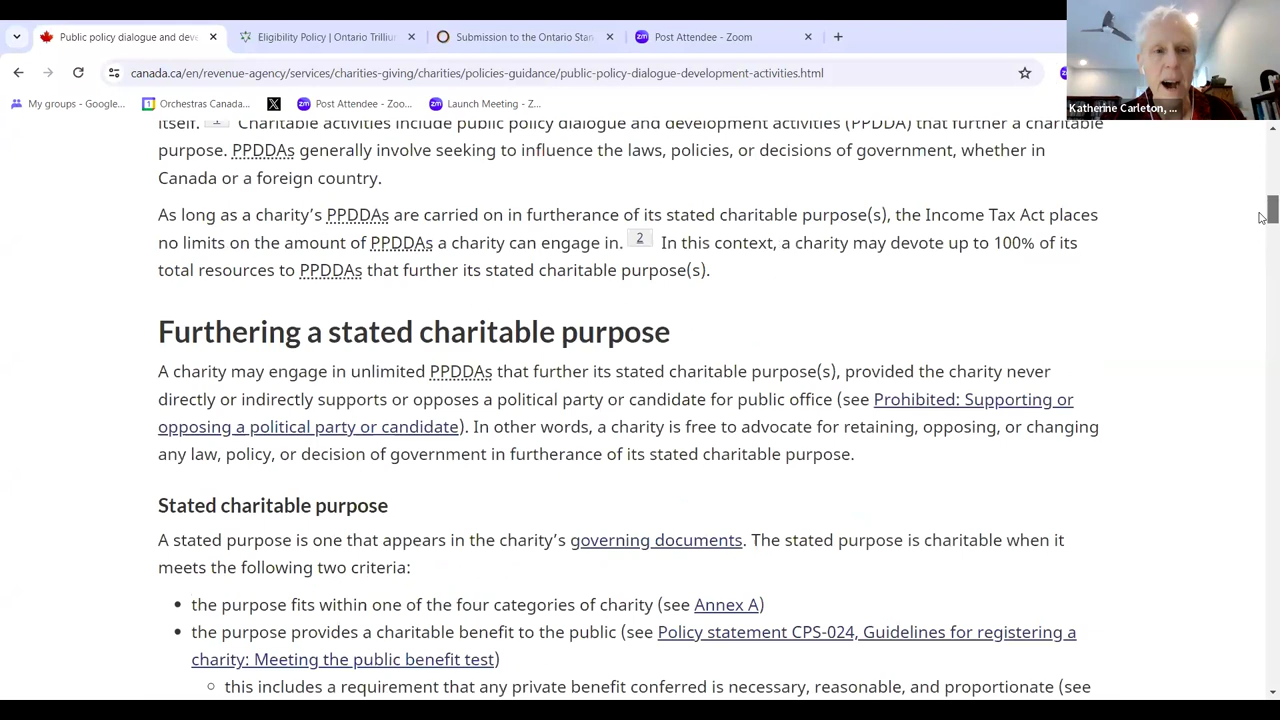 Public policy dialogue and deve
Eligibility Policy | Ontario Trilliu
Submission to the Ontario Stan
Post Attendee - Zoom
canada.ca/en/revenue-agency/services/charities-giving/charities/policies-guidance/public-policy-dialogue-development-activities.html
My groups - Google...
Orchestras Canada...
Post Attendee - Zoo...
Launch Meeting - Z...
Katherine Carleton, ...
itself. 1 Charitable activities include public policy dialogue and development activities (PPDDA) that further a charitable
purpose. PPDDAs generally involve seeking to influence the laws, policies, or decisions of government, whether in
Canada or a foreign country.
As long as a charity's PPDDAs are carried on in furtherance of its stated charitable purpose(s), the Income Tax Act places
no limits on the amount of PPDDAs a charity can engage in. 2 In this context, a charity may devote up to 100% of its
total resources to PPDDAs that further its stated charitable purpose(s).
Furthering a stated charitable purpose
A charity may engage in unlimited PPDDAs that further its stated charitable purpose(s), provided the charity never
directly or indirectly supports or opposes a political party or candidate for public office (see Prohibited: Supporting or
opposing a political party or candidate). In other words, a charity is free to advocate for retaining, opposing, or changing
any law, policy, or decision of government in furtherance of its stated charitable purpose.
Stated charitable purpose
A stated purpose is one that appears in the charity's governing documents. The stated purpose is charitable when it
meets the following two criteria:
the purpose fits within one of the four categories of charity (see Annex A)
the purpose provides a charitable benefit to the public (see Policy statement CPS-024, Guidelines for registering a
charity: Meeting the public benefit test)
this includes a requirement that any private benefit conferred is necessary, reasonable, and proportionate (see